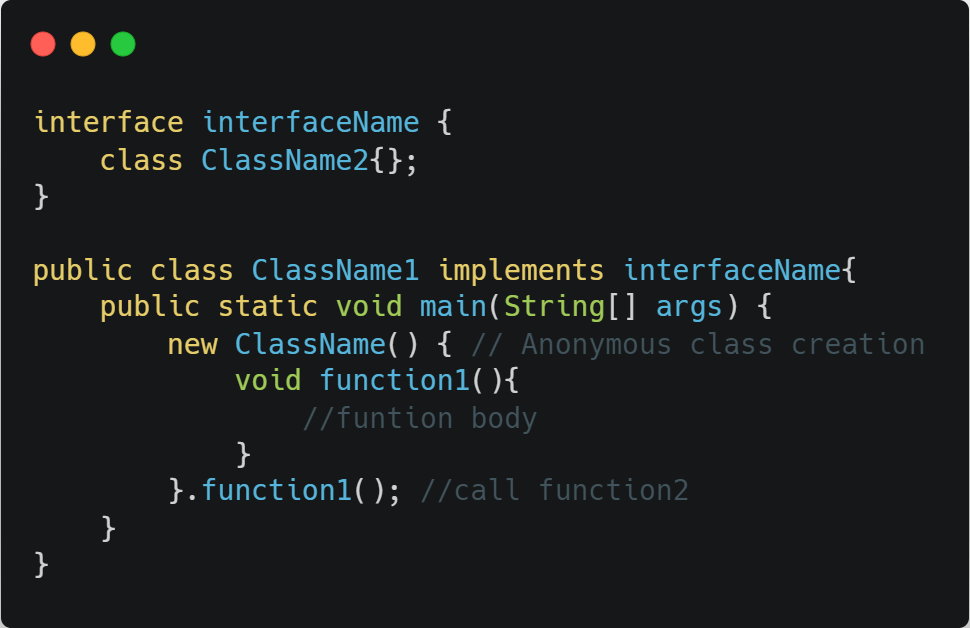 interface interfaceName {
    class ClassName2{};
}

public class ClassName1 implements interfaceName{
    public static void main(String[] args) {
        new ClassName() { // Anonymous class creation
            void function1(){
                //funtion body
            }
        }.function1(); //call function2
    }
}